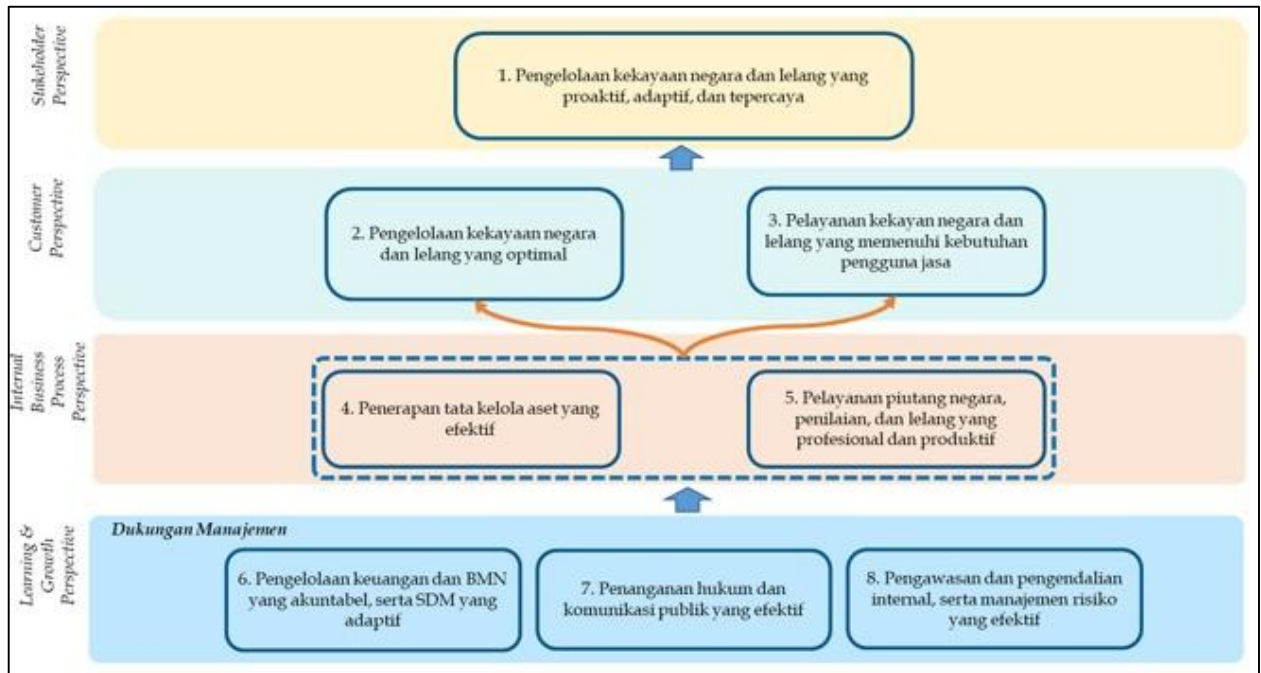 Stakeholder
Perspective
1. Pengelolaan kekayaan negara dan lelang yang
proaktif, adaptif, dan tepercaya
Customer
Perspective
2. Pengelolaan kekayaan negara
dan lelang yang optimal
3. Pelayanan kekayan negara dan
lelang yang memenuhi kebutuhan
pengguna jasa
Internal
Business
Process
Perspective
4. Penerapan tata kelola aset yang
efektif
5. Pelayanan piutang negara,
penilaian, dan lelang yang
profesional dan produktif
Learning &
Growth
Perspective
Dukungan Manajemen
6. Pengelolaan keuangan dan BMN
yang akuntabel, serta SDM yang
adaptif
7. Penanganan hukum dan
komunikasi publik yang efektif
8. Pengawasan dan pengendalian
internal, serta manajemen risiko
yang efektif